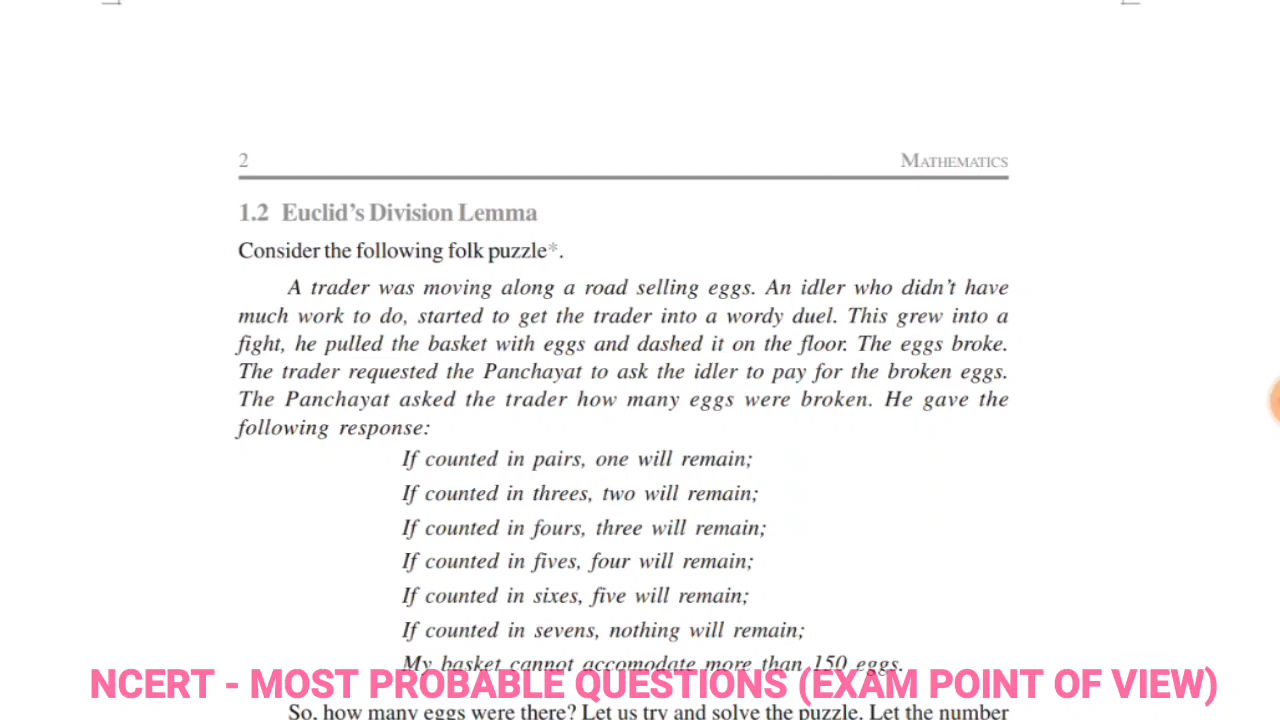 2 MATHEMATICS
1.2 Euclid’s Division Lemma
Consider the following folk puzzle*.
A trader was moving along a road selling eggs. An idler who didn’t have
much work to do, started to get the trader into a wordy duel. This grew into a
fight, he pulled the basket with eggs and dashed it on the floor. The eggs broke.
The trader requested the Panchayat to ask the idler to pay for the broken eggs.
The Panchayat asked the trader how many eggs were broken. He gave the
following response:
If counted in pairs, one will remain;
If counted in threes, two will remain;
If counted in fours, three will remain;
If counted in fives, four will remain;
If counted in sixes, five will remain;
If counted in sevens, nothing will remain;
My basket cannot accomodate more than 150 eggs.
NCERT - MOST PROBABLE QUESTIONS (EXAM POINT OF VIEW)
So, how many eggs were there? Let us try and solve the puzzle. Let the number